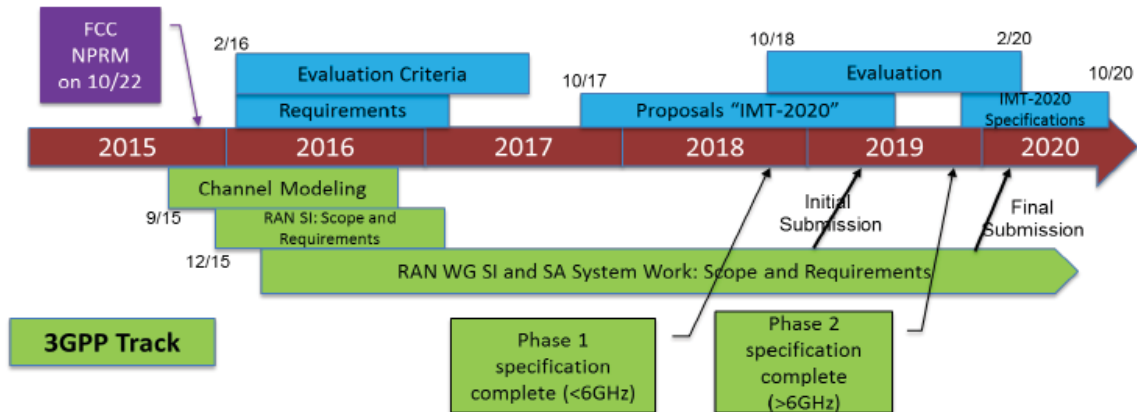 FCC
NPRM
on 10/22
2/16
Evaluation Criteria
Requirements
10/17
10/18
2/20
Evaluation
10/20
Proposals “IMT-2020”
IMT-2020
Specifications
2015
2016
2017
2018
2019
2020
Channel Modeling
9/15
RAN SI: Scope and
Requirements
12/15
Initial
Submission
Final
Submission
RAN WG SI and SA System Work: Scope and Requirements
3GPP Track
Phase 1
specification
complete (<6GHz)
Phase 2
specification
complete
(>6GHz)